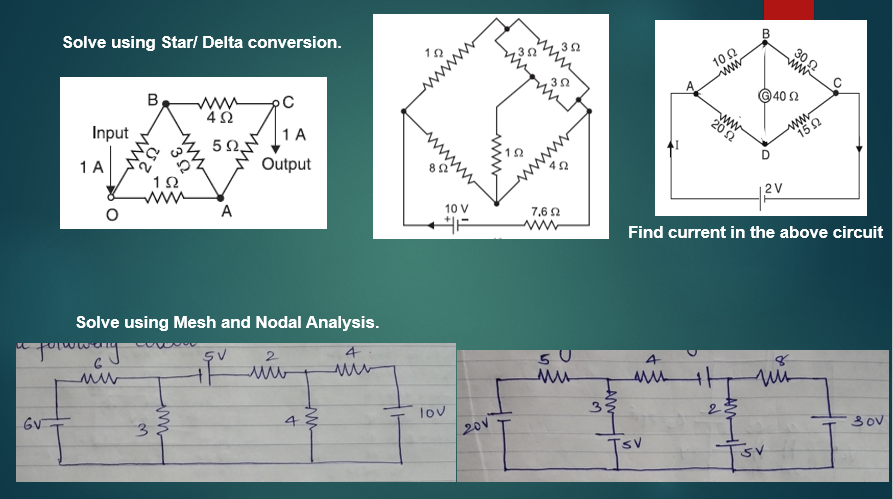 Solve using Star/ Delta conversion.
B
4 Ω
C
Input
1 A
2 Ω
3 Ω
5 Ω
1 A
Output
1 Ω
O
A
1 Ω
3 Ω
3 Ω
3 Ω
8 Ω
1 Ω
4 Ω
10 V
+ -
7.6 Ω
B
10 Ω
30 Ω
A
G 40 Ω
C
20 Ω
15 Ω
I
D
2 V
Find current in the above circuit
Solve using Mesh and Nodal Analysis.
6
5V
2
4
6V
3
4
10V
5
4
8
20V
3
2
5V
5V
30V